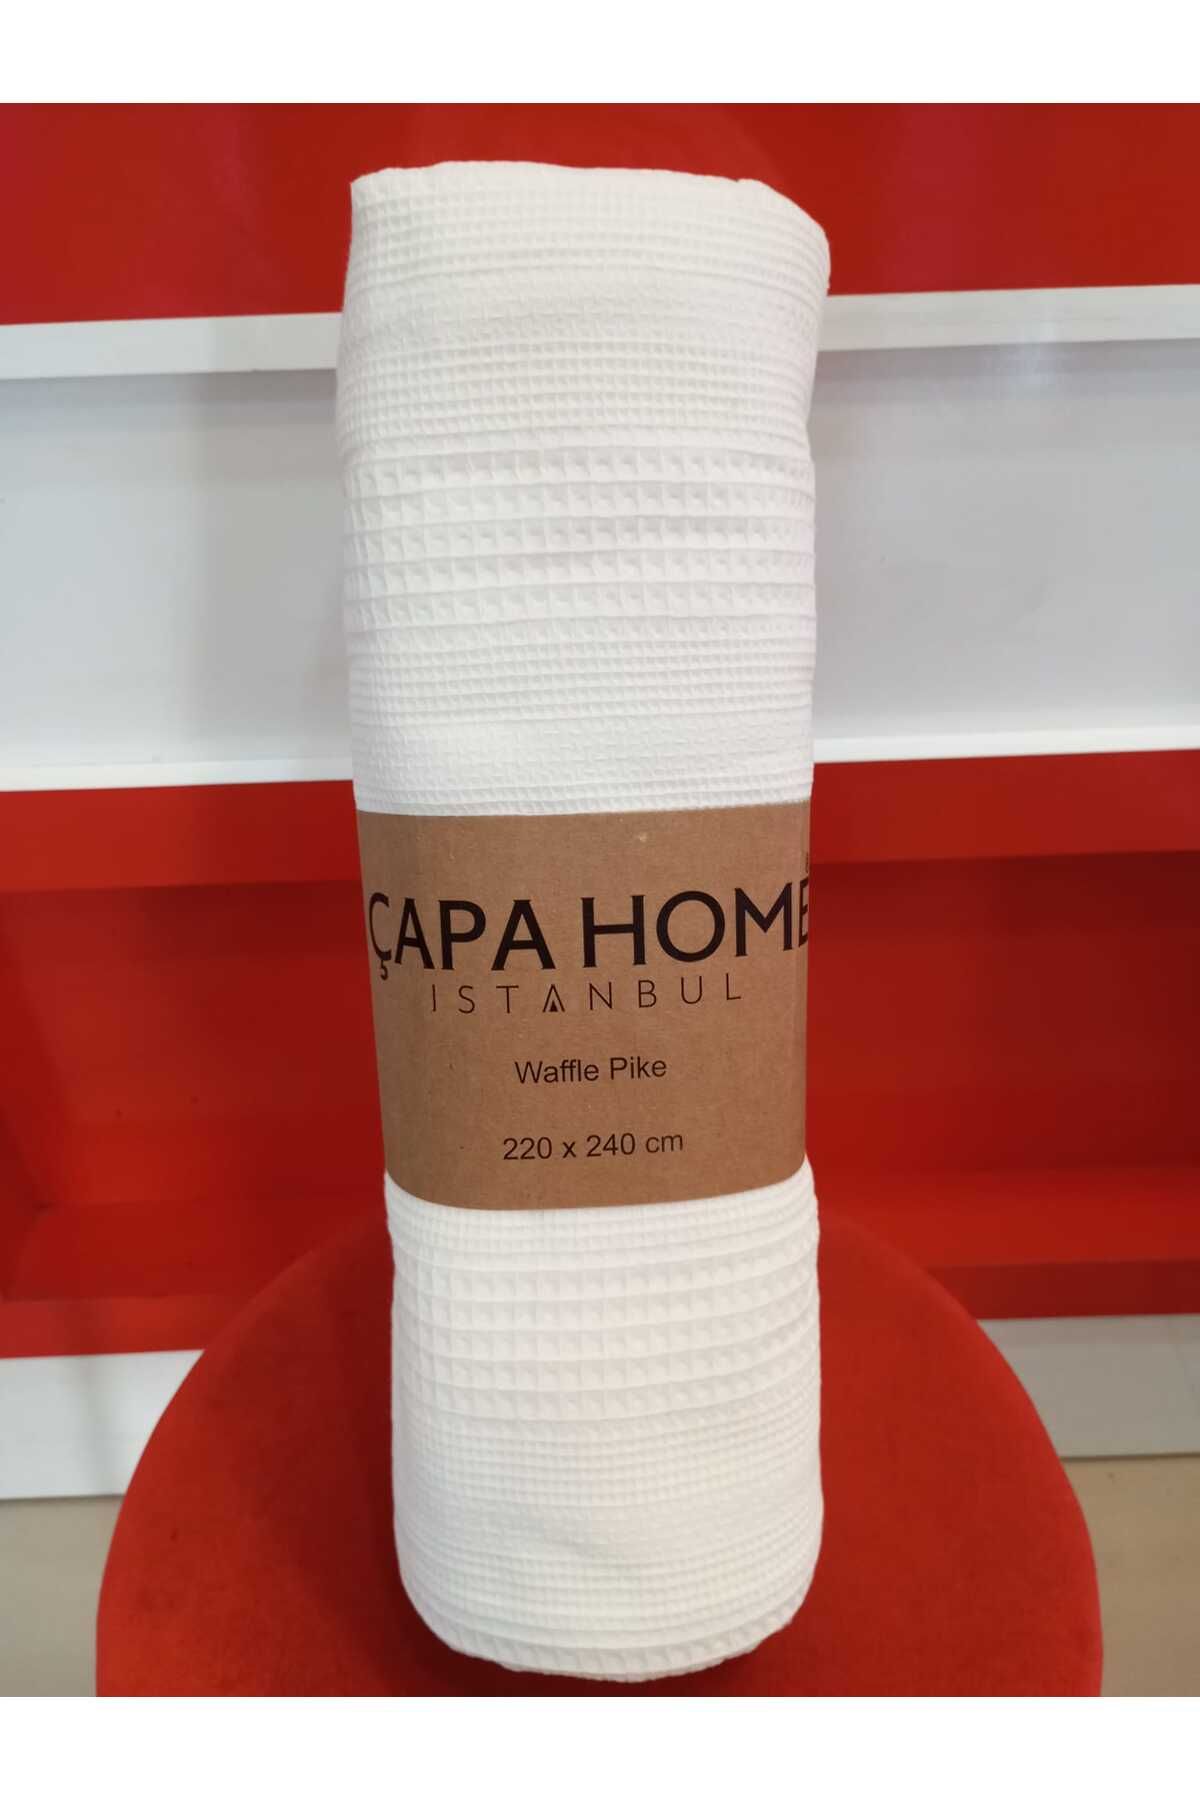 ÇAPA HOME
ISTANBUL
Waffle Pike
220 x 240 cm